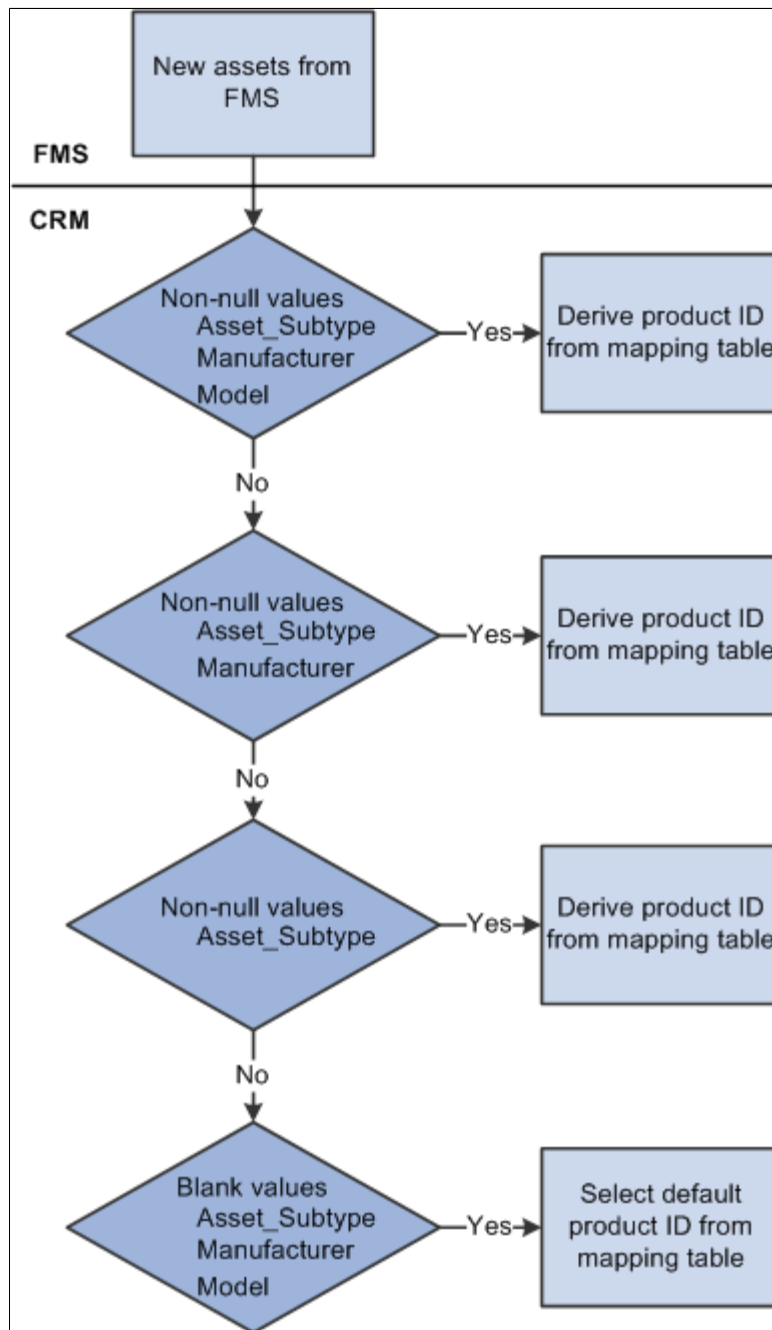 New assets from
FMS
FMS
CRM
Non-null values
Asset_Subtype
Manufacturer
Model
Yes
Derive product ID
from mapping table
No
Non-null values
Asset_Subtype
Manufacturer
Yes
Derive product ID
from mapping table
No
Non-null values
Asset_Subtype
Yes
Derive product ID
from mapping table
No
Blank values
Asset_Subtype
Manufacturer
Model
Yes
Select default
product ID from
mapping table